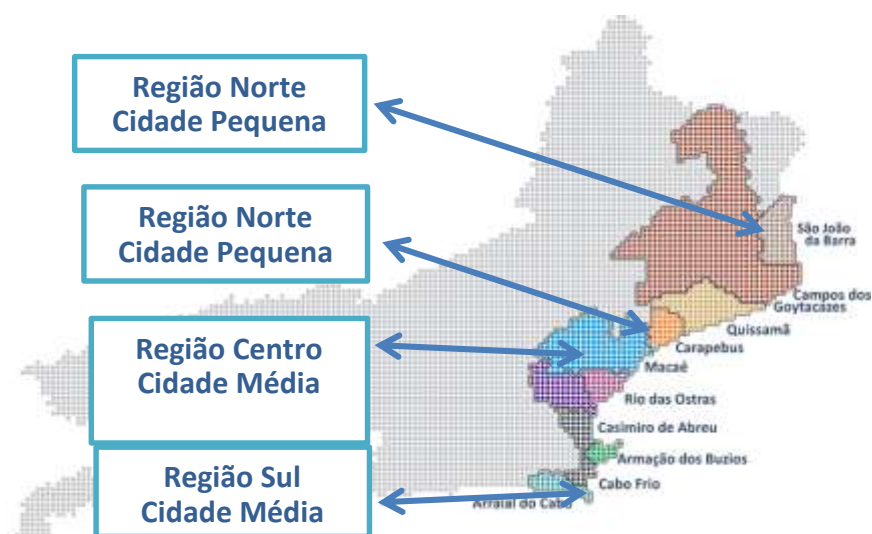 Região Norte
Cidade Pequena
Região Norte
Cidade Pequena
Região Centro
Cidade Média
Região Sul
Cidade Média
São João
da Barra
Campos dos
Goytacazes
Quissamã
Carapebus
Macaé
Rio das Ostras
Casimiro de Abreu
Armação dos Buzios
Cabo Frio
Arraial do Cabo